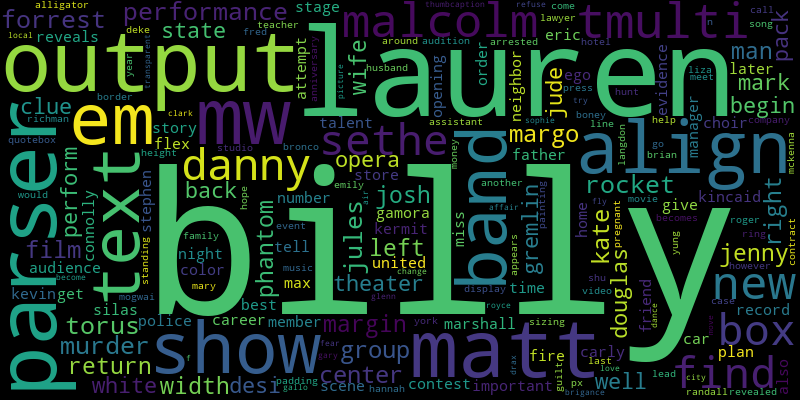 alligator
thumbcaption
refuse
come
lawyer
call
song
forrest
performance
stage
malcolm
tmulti
reveals
deke
fred
teacher
state
local
year
transparent
output
lauren
anniversary
attempt
picture
wife
husband
around
audition
arrested
eric
hotel
man
pack
border
clark
richman
quotebox
clue
em
mw
opening
order
neighbor
ego
jude
press
try
boney
hunt
evidence
liza
meet
later
mark
begin
parser
story
flex
studio
bronco
talent
sethe
assistant
margo
line
help
manager
choir
company
height
text
perform
connolly
danny
opera
sophie
father
langdon
brian
go
align
mckenna
would
stephen
back
hope
emily
store
air
josh
band
money
another
rocket
kincaid
give
movie
becomes
roger
ring
right
film
audience
standing
family
event
number
phantom
jules
gamora
kermit
left
miss
affair
gremlin
painting
home
fly
kate
pregnant
yung
however
contract
billy
night
tell
color
music
united
change
appears
douglas
friend
shu
jenny
kevin
get
become
mogwai
mary
max
theater
display
time
video
new
silas
best
glenn
royce
case
record
torus
police
career
member
margin
york
marshall
sizing
dance
car
plan
box
murder
show
fear
gary
group
matt
fire
carly
last
love
lead
find
also
return
white
width
desi
padding
gallo
scene
center
hannah
contest
drax
important
brigance
guilte
px
well
city
randall
revealed